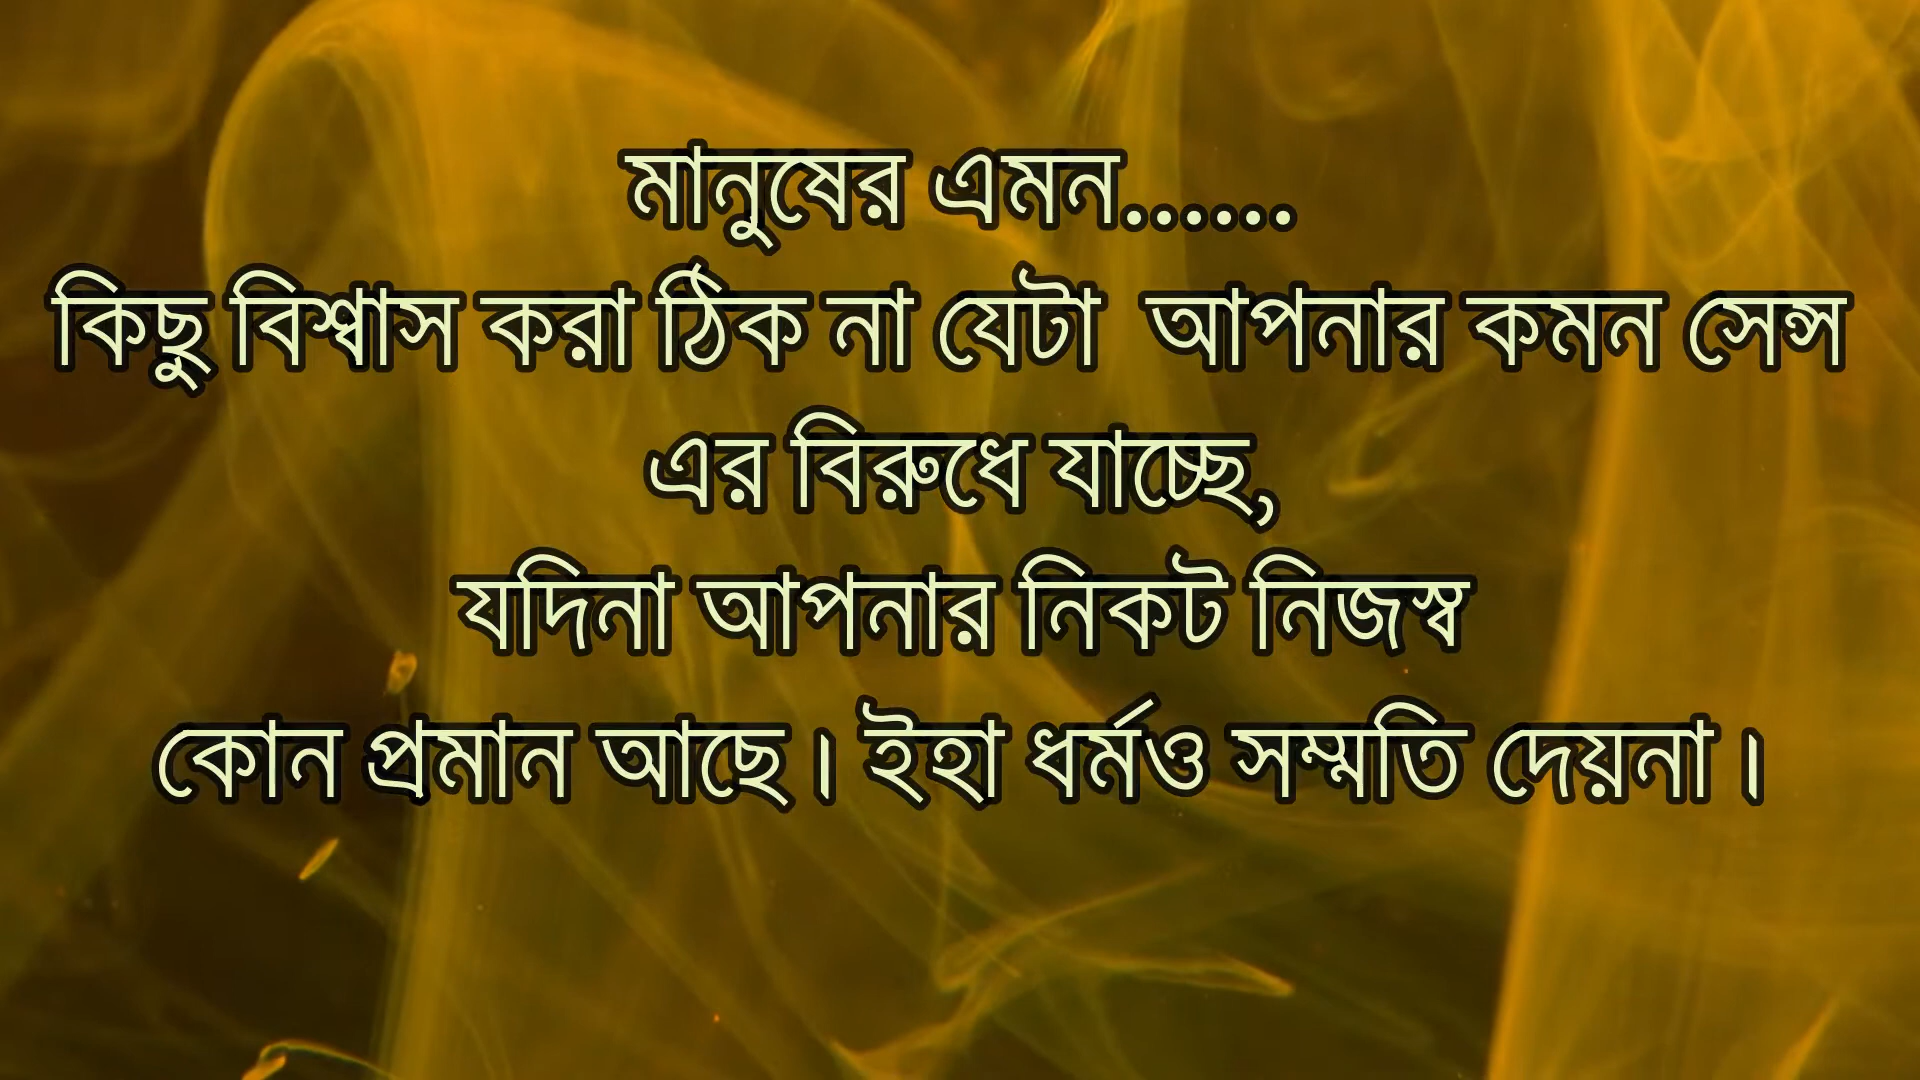 মানুষের এমন......
কিছু বিশ্বাস করা ঠিক না যেটা  আপনার কমন সেন্স
এর বিরুধে যাচ্ছে,
যদিনা আপনার নিকট নিজস্ব
কোন প্রমান আছে। ইহা ধর্মও সম্মতি দেয়না।